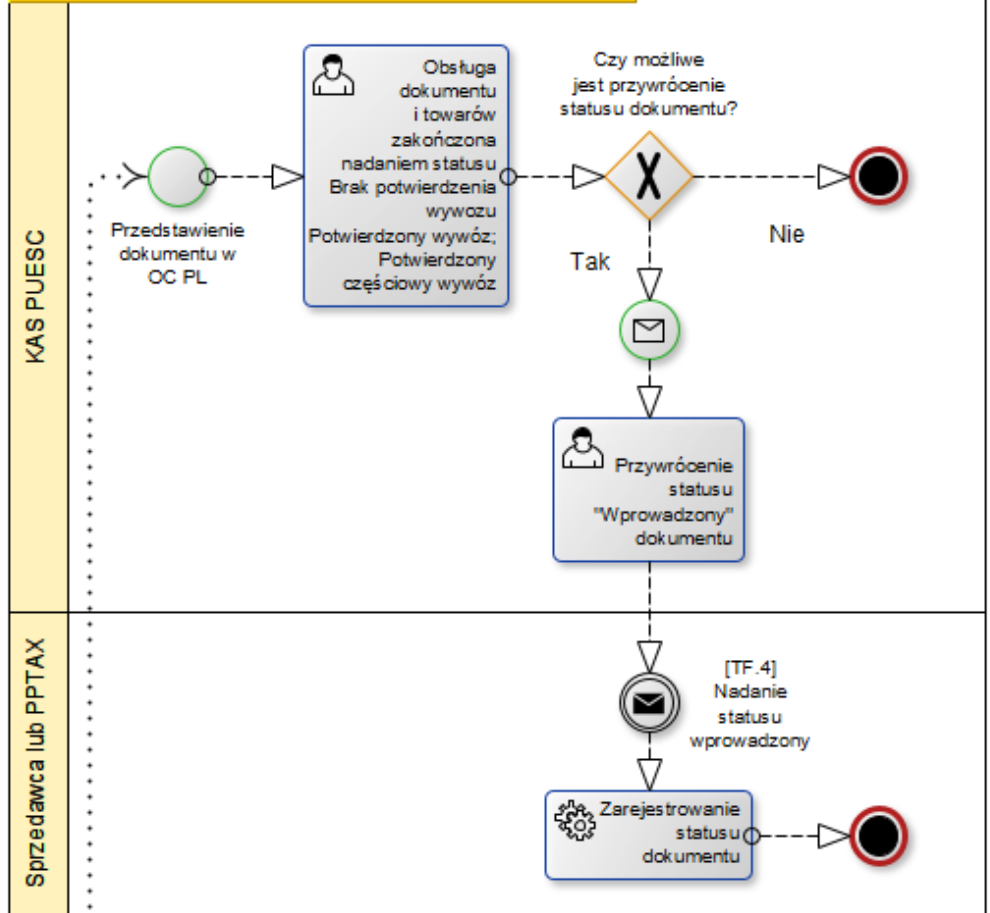 KAS PUESC
Przedstawienie
dokumentu w
OC PL
Obsługa
dokumentu
i towarów
zakończona
nadaniem statusu
Brak potwierdzenia
wywozu
Potwierdzony wywóz;
Potwierdzony
częściowy wywóz
Czy możliwe
jest przywrócenie
statusu dokumentu?
Nie
Tak
Przywrócenie
statusu
"Wprowadzony"
dokumentu
Sprzedawca lub PPTAX
[TF.4]
Nadanie
statusu
wprowadzony
Zarejestrowanie
statusu
dokumentu